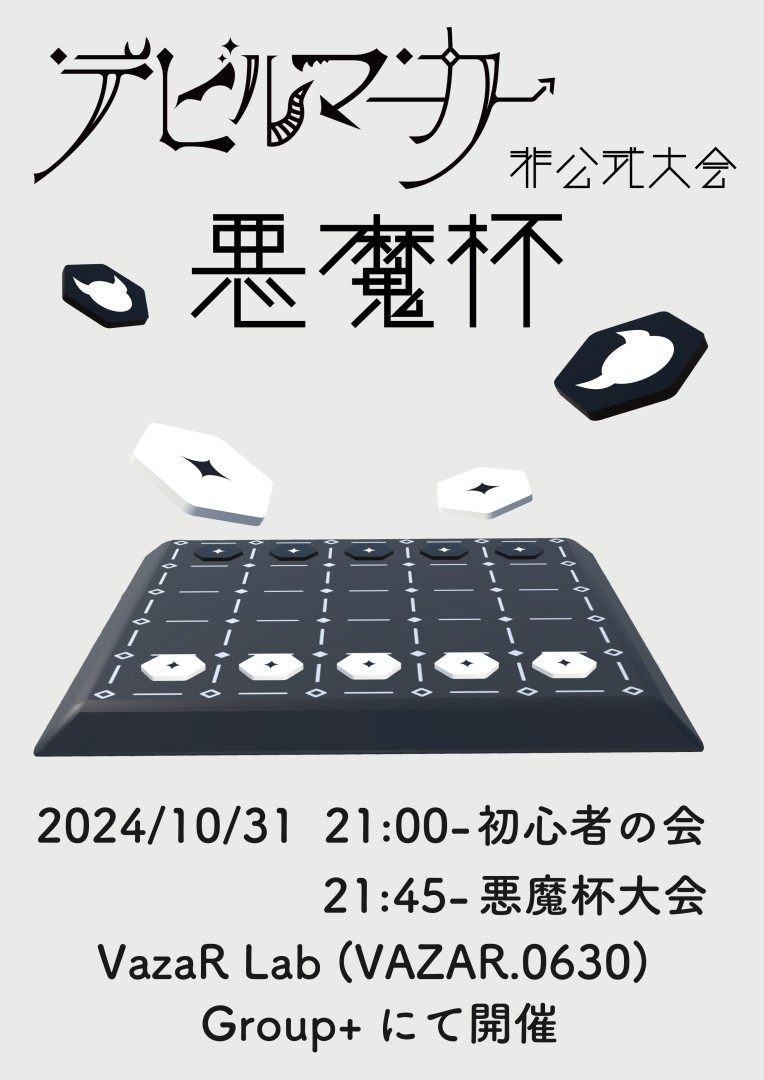 デビルマーカー
非公式大会
悪魔杯
2024/10/31 21:00-初心者の会
21:45-悪魔杯大会
VazaR Lab (VAZAR.0630)
Group+ にて開催